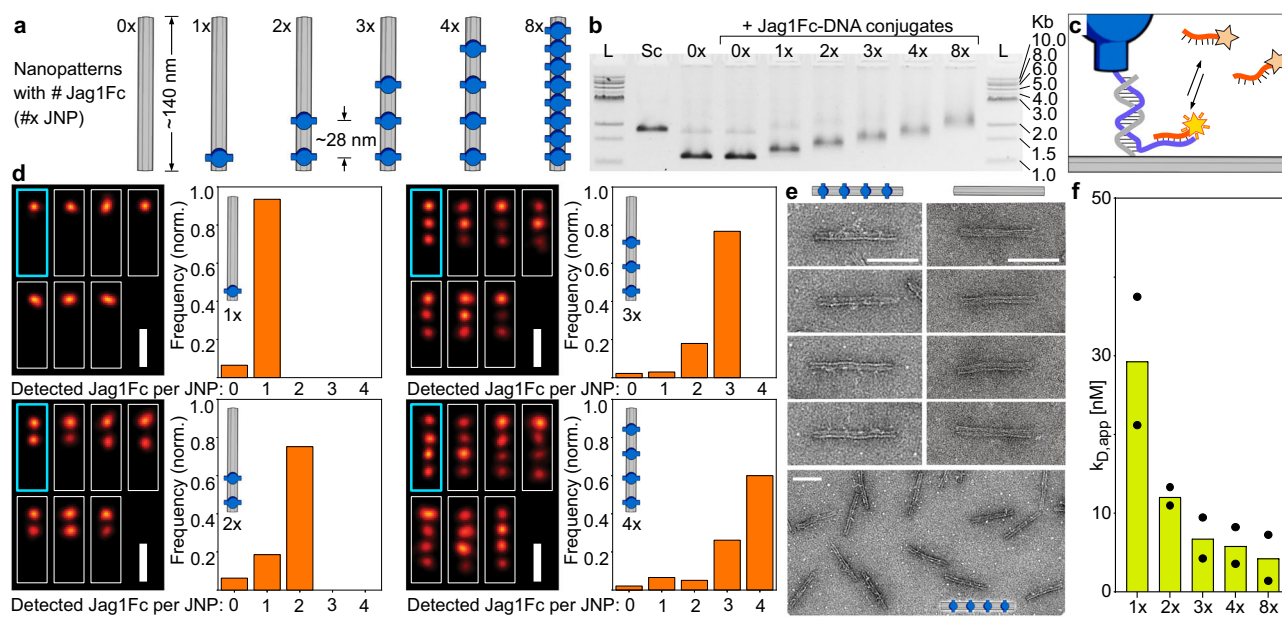 a
0x
1x
2x
3x
4x
8x
Nanopatterns
with # Jag1Fc
(#x JNP)
~140 nm
~28 nm
b
+ Jag1Fc-DNA conjugates
L Sc 0x 0x 1x 2x 3x 4x 8x L
Kb
10.0
8.0
6.0
5.0
4.0
3.0
2.0
1.5
1.0
c
d
Frequency (norm.)
1.0
0.8
0.6
0.4
0.2
1x
Detected Jag1Fc per JNP: 0 1 2 3 4
Frequency (norm.)
1.0
0.8
0.6
0.4
0.2
3x
Detected Jag1Fc per JNP: 0 1 2 3 4
Frequency (norm.)
1.0
0.8
0.6
0.4
0.2
2x
Detected Jag1Fc per JNP: 0 1 2 3 4
Frequency (norm.)
1.0
0.8
0.6
0.4
0.2
4x
Detected Jag1Fc per JNP: 0 1 2 3 4
e
f
kD,app [nM]
50
30
10
0
1x 2x 3x 4x 8x